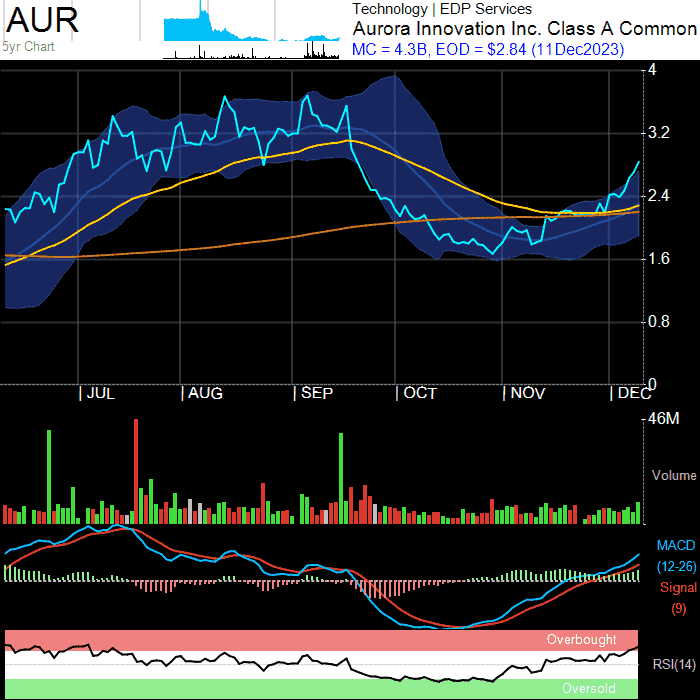 AUR
5yr Chart
Technology | EDP Services
Aurora Innovation Inc. Class A Common
MC = 4.3B, EOD = $2.84 (11Dec2023)
4
3.2
2.4
1.6
0.8
0
| JUL
| AUG
| SEP
| OCT
| NOV
| DEC
46M
Volume
MACD
(12-26)
Signal
(9)
Overbought
RSI(14)
Oversold